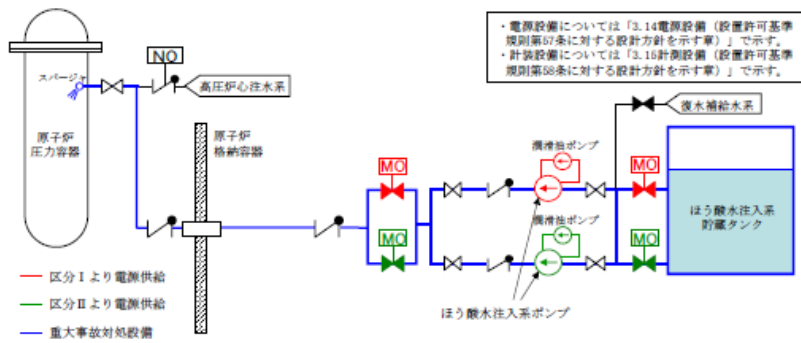 ・電源設備については「3.14電源設備（設置許可基準
規則第57条に対する設計方針を示す章）」で示す。
・計装設備については「3.15計測設備（設置許可基準
規則第58条に対する設計方針を示す章）」で示す。
NO
スパージャ
高圧炉心注水系
復水補給水系
原子炉
圧力容器
原子炉
格納容器
潤滑油ポンプ
MO
MO
ほう酸水注入系
貯蔵タンク
潤滑油ポンプ
MO
MO
区分Ⅰより電源供給
区分Ⅱより電源供給
重大事故対処設備
ほう酸水注入系ポンプ